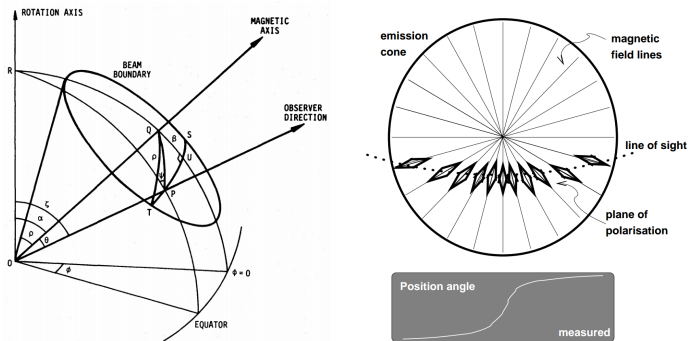 ROTATION AXIS
MAGNETIC
AXIS
BEAM
BOUNDARY
OBSERVER
DIRECTION
R
Q
β
S
ρ
U
Ψ
P
T
ζ
α
ρ
θ
O
φ
φ=0
EQUATOR
emission
cone
magnetic
field lines
line of sight
plane of
polarisation
Position angle
measured